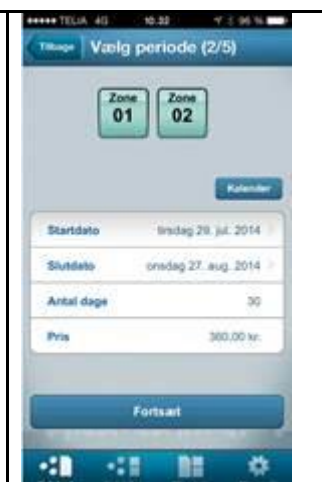 TELIA 4G 10.32 96 %
Tilbage Vælg periode (2/5)
Zone Zone
01 02
Kalender
Startdato tirsdag 29. jul. 2014
Slutdato onsdag 27. aug. 2014
Antal dage 30
Pris 360,00 kr.
Fortsæt